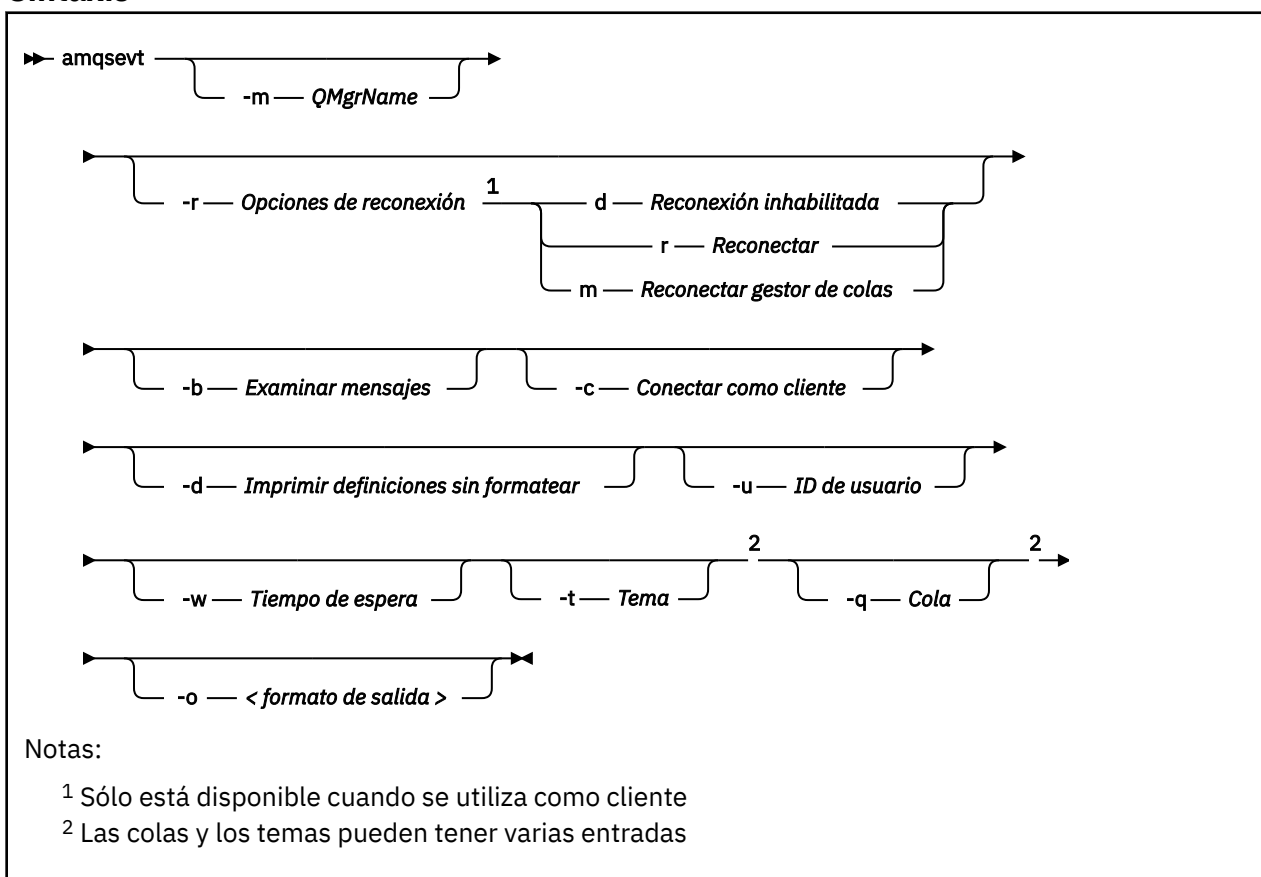 amqsevt
-m QMgrName
-r Opciones de reconexión 1 d Reconexión inhabilitada
r Reconectar
m Reconectar gestor de colas
-b Examinar mensajes -c Conectar como cliente
-d Imprimir definiciones sin formatear -u ID de usuario
-w Tiempo de espera -t Tema 2 -q Cola 2
-o < formato de salida >
Notas:
1 Sólo está disponible cuando se utiliza como cliente
2 Las colas y los temas pueden tener varias entradas